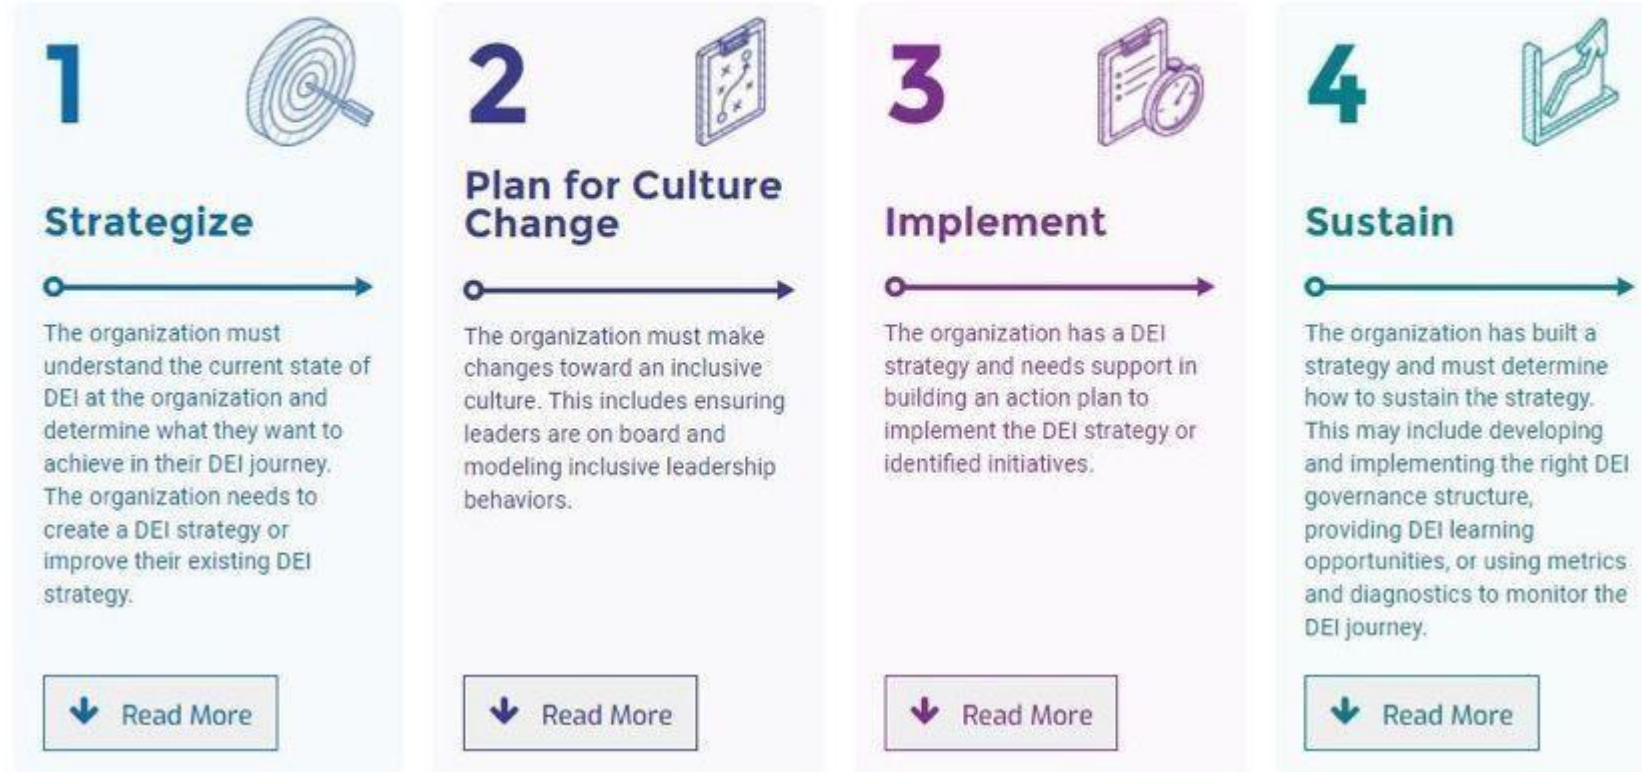 1
Strategize
The organization must
understand the current state of
DEI at the organization and
determine what they want to
achieve in their DEI journey.
The organization needs to
create a DEI strategy or
improve their existing DEI
strategy.
Read More
2
Plan for Culture
Change
The organization must make
changes toward an inclusive
culture. This includes ensuring
leaders are on board and
modeling inclusive leadership
behaviors.
Read More
3
Implement
The organization has a DEI
strategy and needs support in
building an action plan to
implement the DEI strategy or
identified initiatives.
Read More
4
Sustain
The organization has built a
strategy and must determine
how to sustain the strategy.
This may include developing
and implementing the right DEI
governance structure,
providing DEI learning
opportunities, or using metrics
and diagnostics to monitor the
DEI journey.
Read More